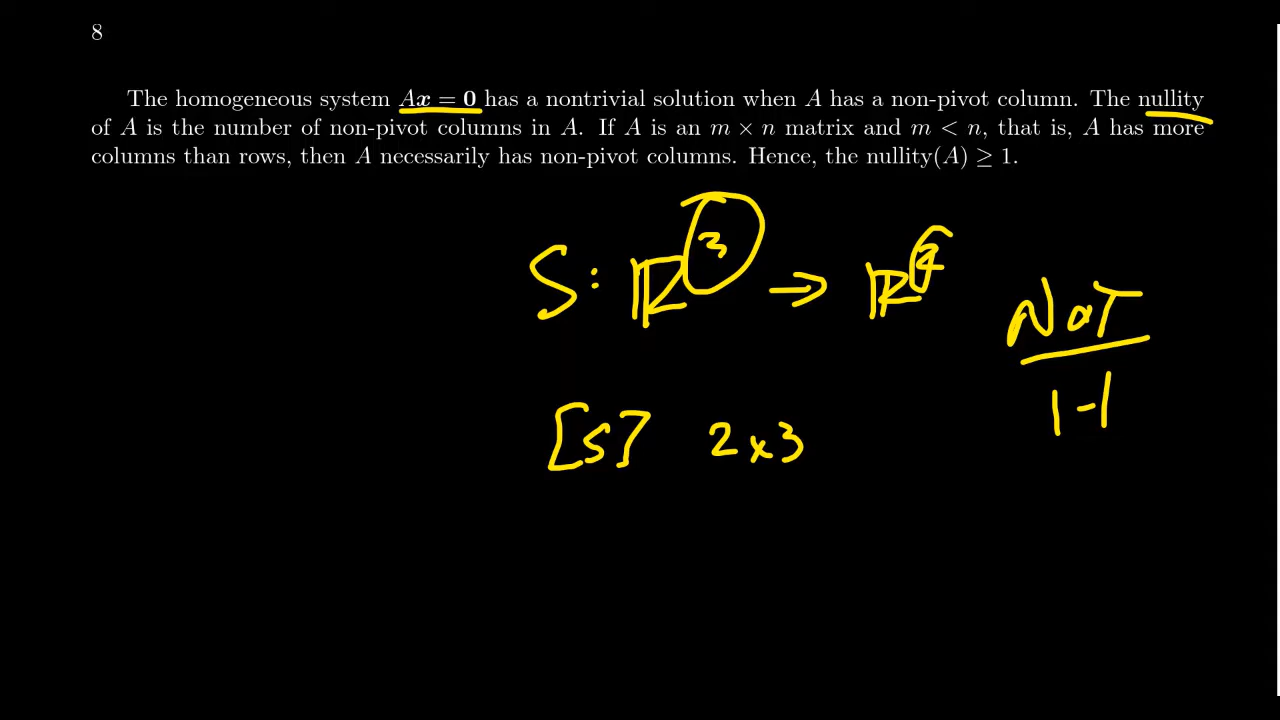 8
The homogeneous system Ax = 0 has a nontrivial solution when A has a non-pivot column. The nullity
of A is the number of non-pivot columns in A. If A is an m × n matrix and m < n, that is, A has more
columns than rows, then A necessarily has non-pivot columns. Hence, the nullity(A) ≥ 1.
S: ℝ³ → ℝ²
NOT
1-1
[S] 2x3